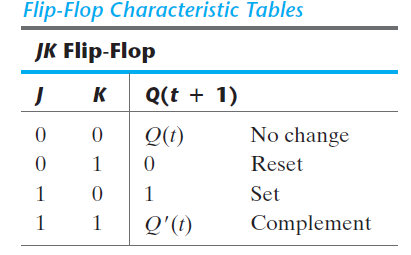 Flip-Flop Characteristic Tables
JK Flip-Flop
J K Q(t + 1)
0 0 Q(t) No change
0 1 0 Reset
1 0 1 Set
1 1 Q'(t) Complement